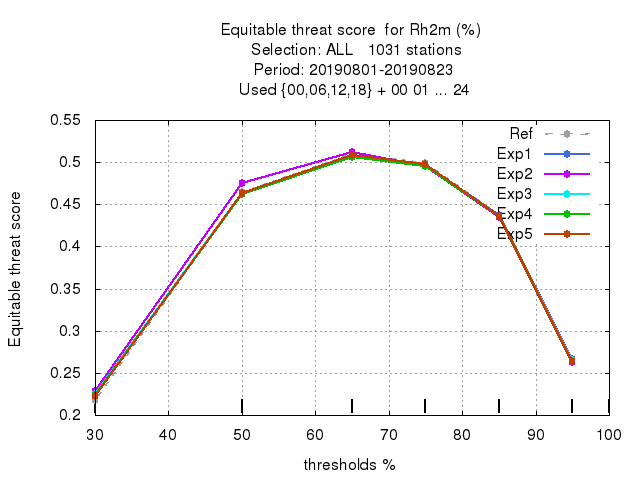 Equitable threat score  for Rh2m (%)
Selection: ALL   1031 stations
Period: 20190801-20190823
Used {00,06,12,18} + 00 01 ... 24
Equitable threat score
0.55
0.5
0.45
0.4
0.35
0.3
0.25
0.2
Ref
Exp1
Exp2
Exp3
Exp4
Exp5
30 40 50 60 70 80 90 100
thresholds %